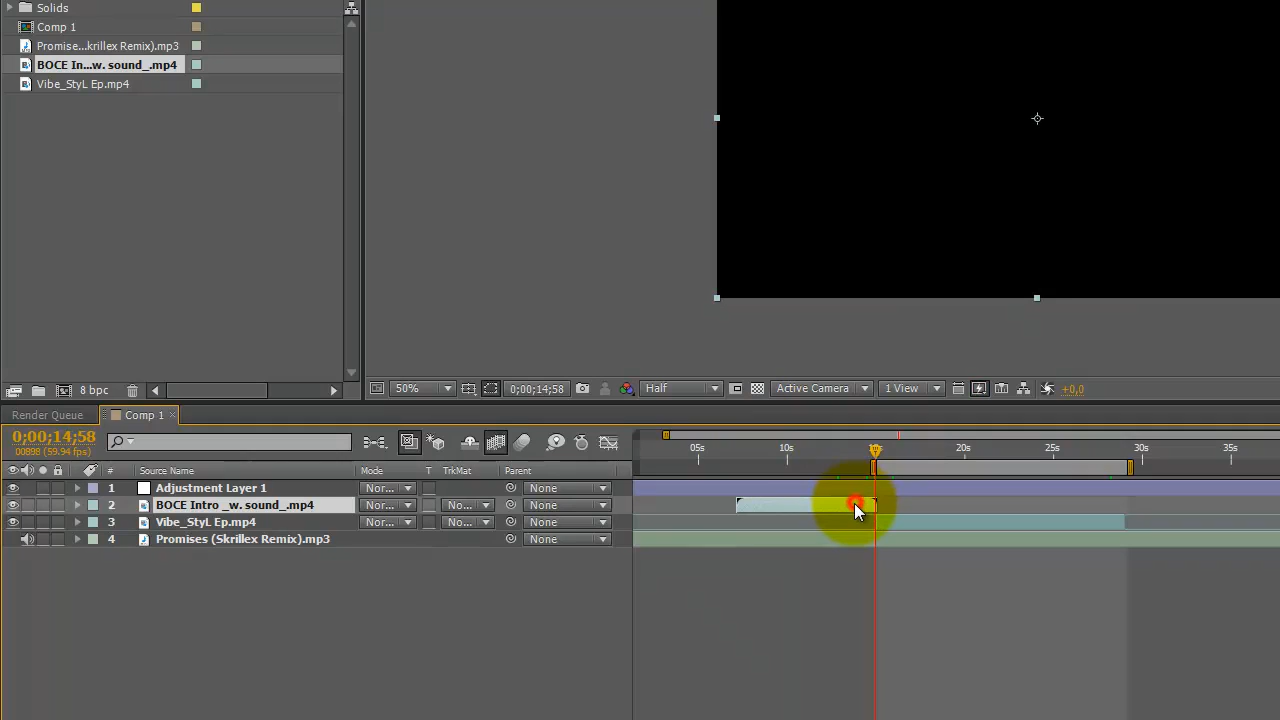 Solids
Comp 1
Promise...krillex Remix).mp3
BOCE In...w. sound_.mp4
Vibe_StyL Ep.mp4
8 bpc
50%
0;00;14;58
Half
Active Camera
1 View
+0,0
Render Queue
Comp 1
0;00;14;58
00898 (59.94 fps)
05s
10s
20s
25s
30s
35s
#
Source Name
Mode
T
TrkMat
Parent
1 Adjustment Layer 1 Nor... None
2 BOCE Intro _w. sound_.mp4 Nor... No... None
3 Vibe_StyL Ep.mp4 Nor... No... None
4 Promises (Skrillex Remix).mp3 None